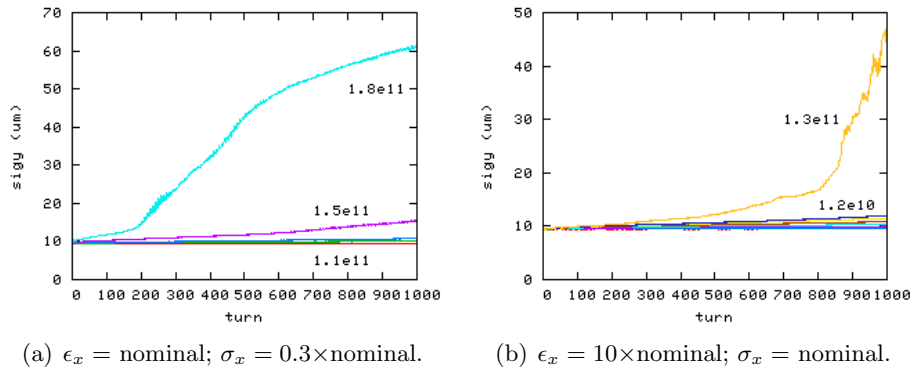 70
60
50
40
30
20
10
0
sigy (um)
1.8e11
1.5e11
1.1e11
0 100 200 300 400 500 600 700 800 900 1000
turn
(a) ϵx = nominal; σx = 0.3×nominal.
50
40
30
20
10
0
sigy (um)
1.3e11
1.2e10
0 100 200 300 400 500 600 700 800 900 1000
turn
(b) ϵx = 10×nominal; σx = nominal.